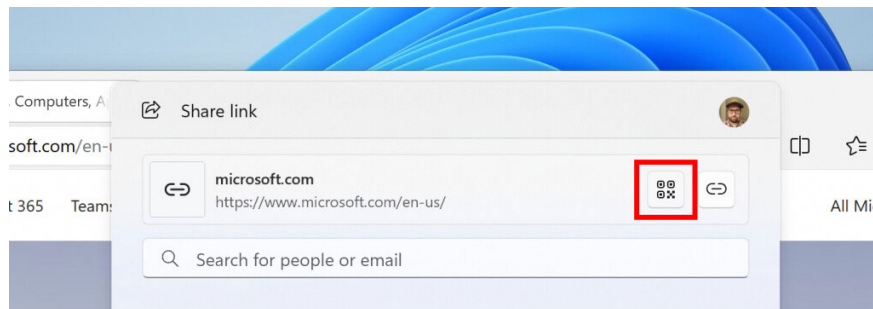 Computers, A
Share link
soft.com/en-u
microsoft.com
https://www.microsoft.com/en-us/
t 365 Teams
All Mi
Search for people or email